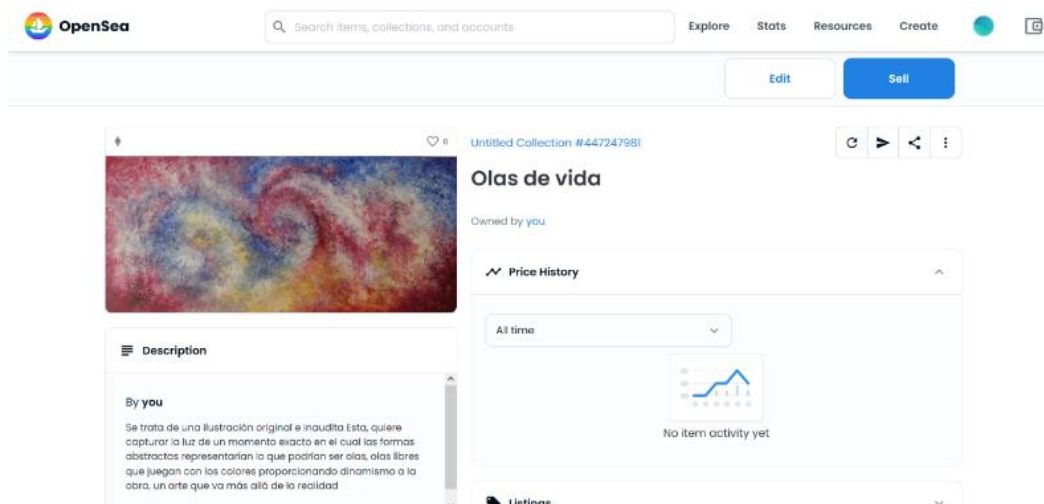 OpenSea
Search items, collections, and accounts
Explore
Stats
Resources
Create
Edit
Sell
0
Untitled Collection #447247981
Olas de vida
Owned by you
Price History
All time
No item activity yet
Listings
Description
By you
Se trata de una ilustración original e inaudita Esta, quiere
capturar la luz de un momento exacto en el cual las formas
abstractas representarían lo que podrían ser olas, olas libres
que juegan con los colores proporcionando dinamismo a la
obra, un arte que va más allá de la realidad